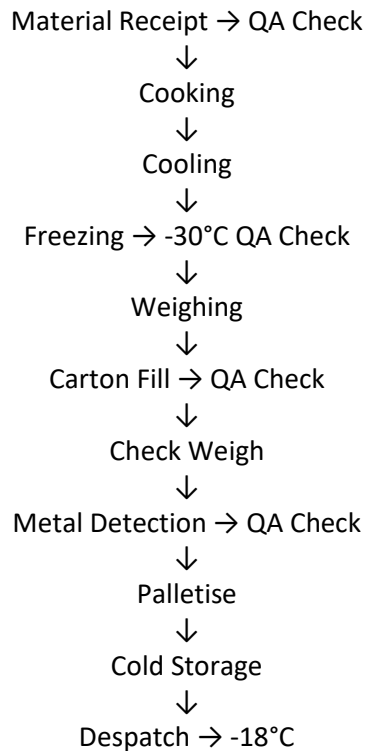 Material Receipt → QA Check
↓
Cooking
↓
Cooling
↓
Freezing → -30°C QA Check
↓
Weighing
↓
Carton Fill → QA Check
↓
Check Weigh
↓
Metal Detection → QA Check
↓
Palletise
↓
Cold Storage
↓
Despatch → -18°C